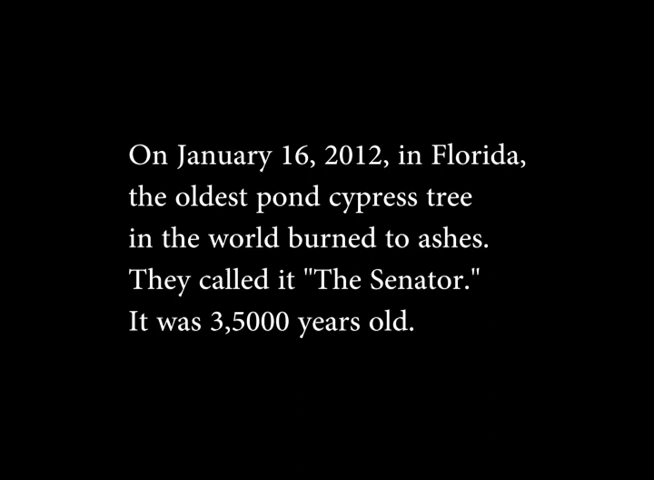 On January 16, 2012, in Florida,
the oldest pond cypress tree
in the world burned to ashes.
They called it "The Senator."
It was 3,5000 years old.